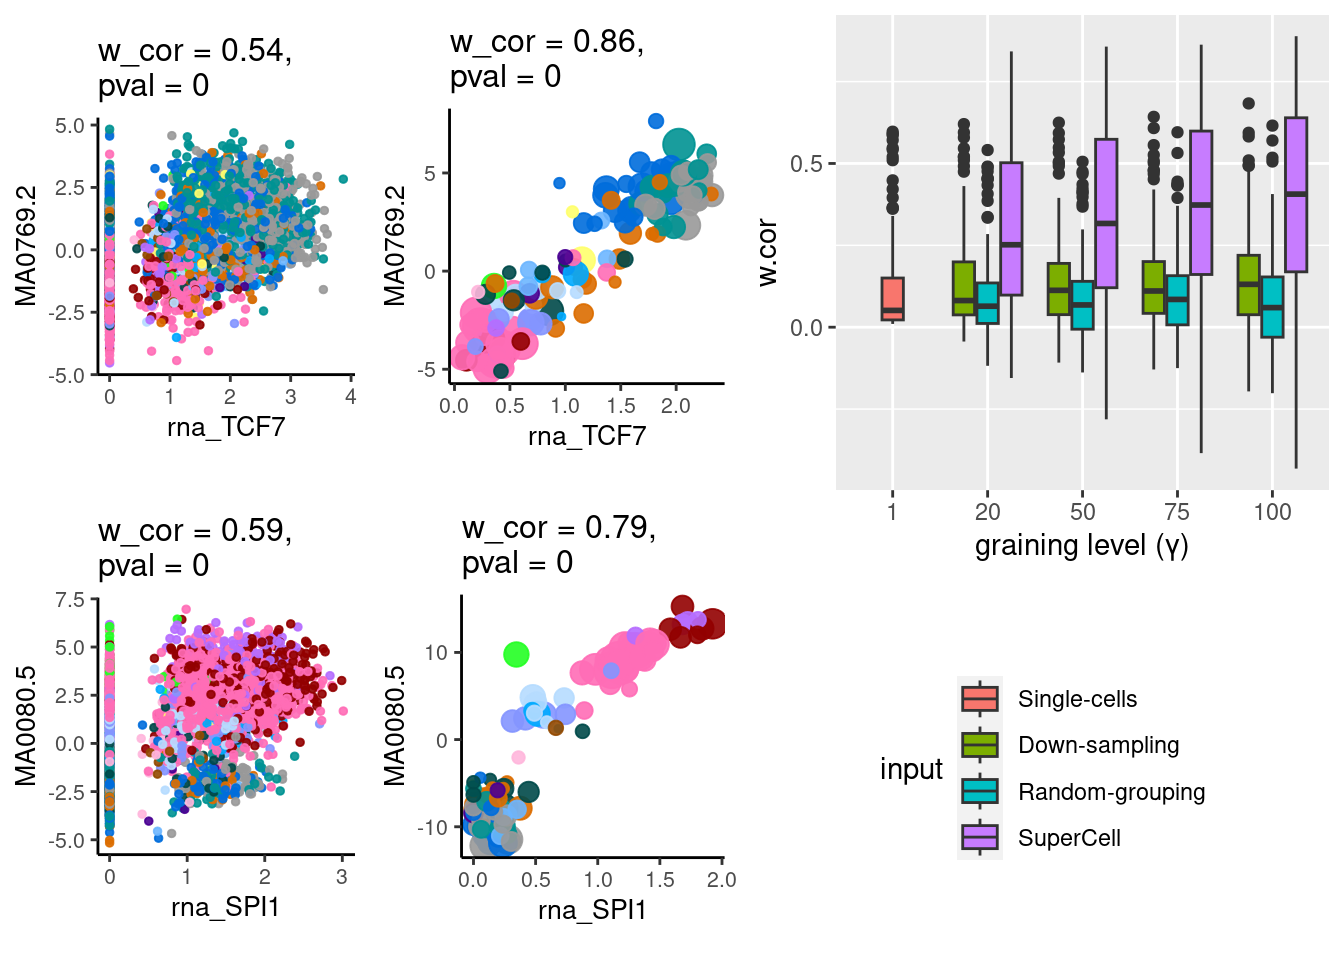 w_cor = 0.54,
pval = 0
5.0
2.5
0.0
-2.5
-5.0
MA0769.2
0
1
2
3
4
rna_TCF7
w_cor = 0.86,
pval = 0
5
0
-5
MA0769.2
0.0
0.5
1.0
1.5
2.0
rna_TCF7
0.5
0.0
w.cor
1
20
50
75
100
graining level (γ)
w_cor = 0.59,
pval = 0
7.5
5.0
2.5
0.0
-2.5
-5.0
MA0080.5
0
1
2
3
rna_SPI1
w_cor = 0.79,
pval = 0
10
0
-10
MA0080.5
0.0
0.5
1.0
1.5
2.0
rna_SPI1
input
Single-cells
Down-sampling
Random-grouping
SuperCell